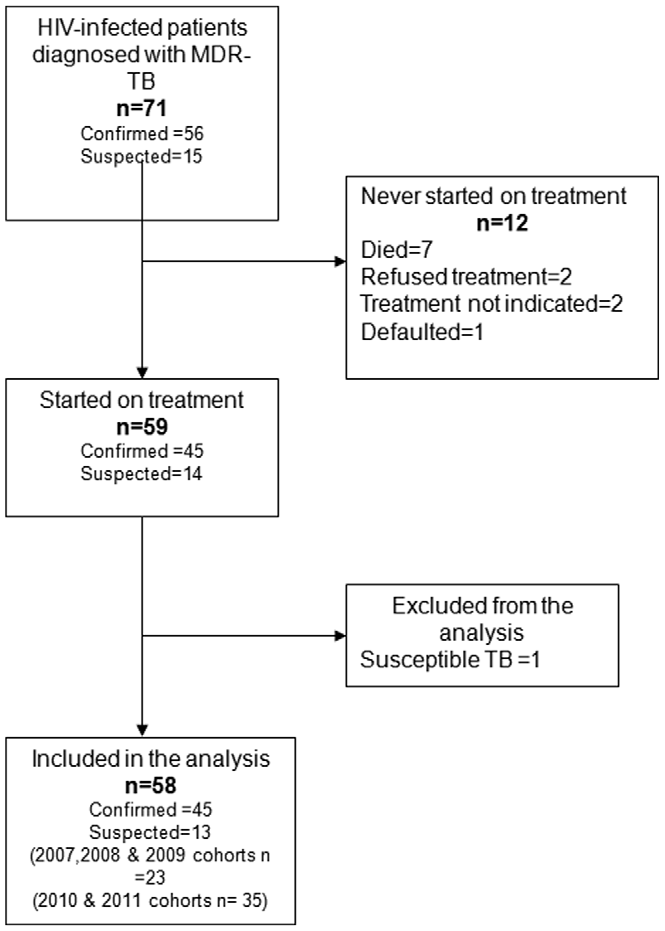 HIV-infected patients
diagnosed with MDR-
TB
n=71
Confirmed =56
Suspected=15
Never started on treatment
n=12
Died=7
Refused treatment=2
Treatment not indicated=2
Defaulted=1
Started on treatment
n=59
Confirmed=45
Suspected=14
Excluded from the
analysis
Susceptible TB =1
Included in the analysis
n=58
Confirmed =45
Suspected=13
(2007,2008 & 2009 cohorts n
=23
(2010 & 2011 cohorts n= 35)